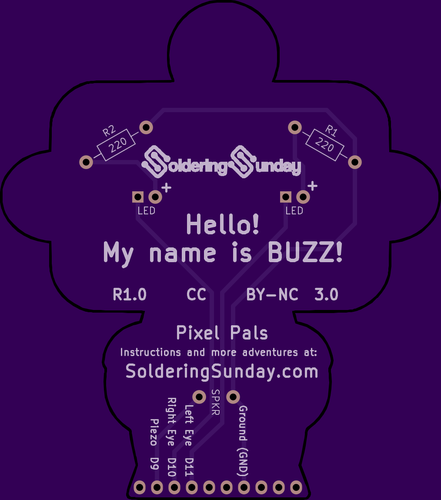 R2
220
R1
220
Soldering Sunday
+
+
LED
LED
Hello!
My name is BUZZ!
R1.0 CC BY-NC 3.0
Pixel Pals
Instructions and more adventures at:
SolderingSunday.com
SPKR
Piezo D9
Right Eye D10
Left Eye D11
Ground (GND)